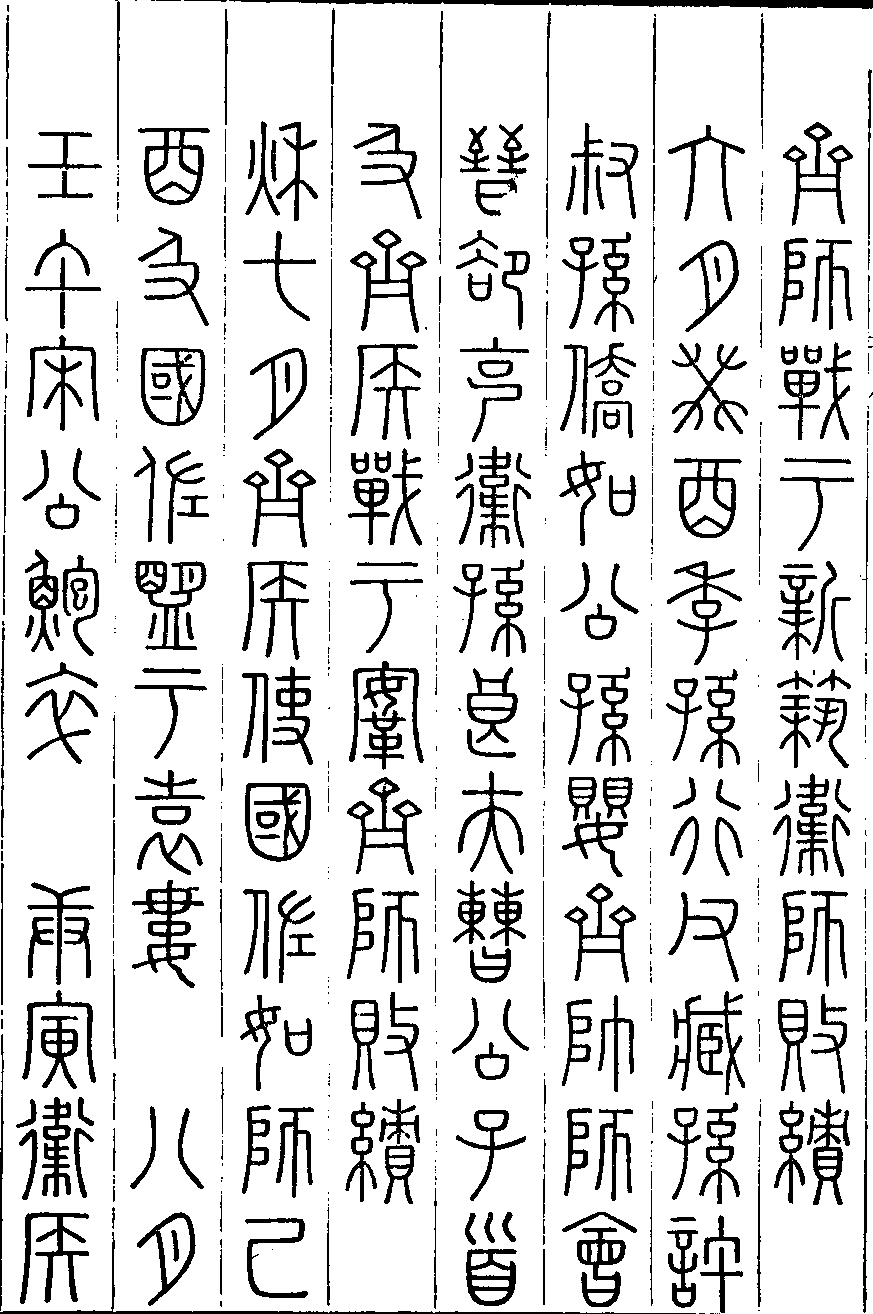 齊師戰于新築衛師敗績
六月癸酉季孫行父臧孫許
叔孫僑如公孫嬰齊帥師會
晉郤克衛孫良夫曹公子首
及齊侯戰于鞌齊師敗績
秋七月齊侯使國佐如師己
酉及國佐盟于袁婁 八月
壬午宋公鮑卒 庚寅衛侯